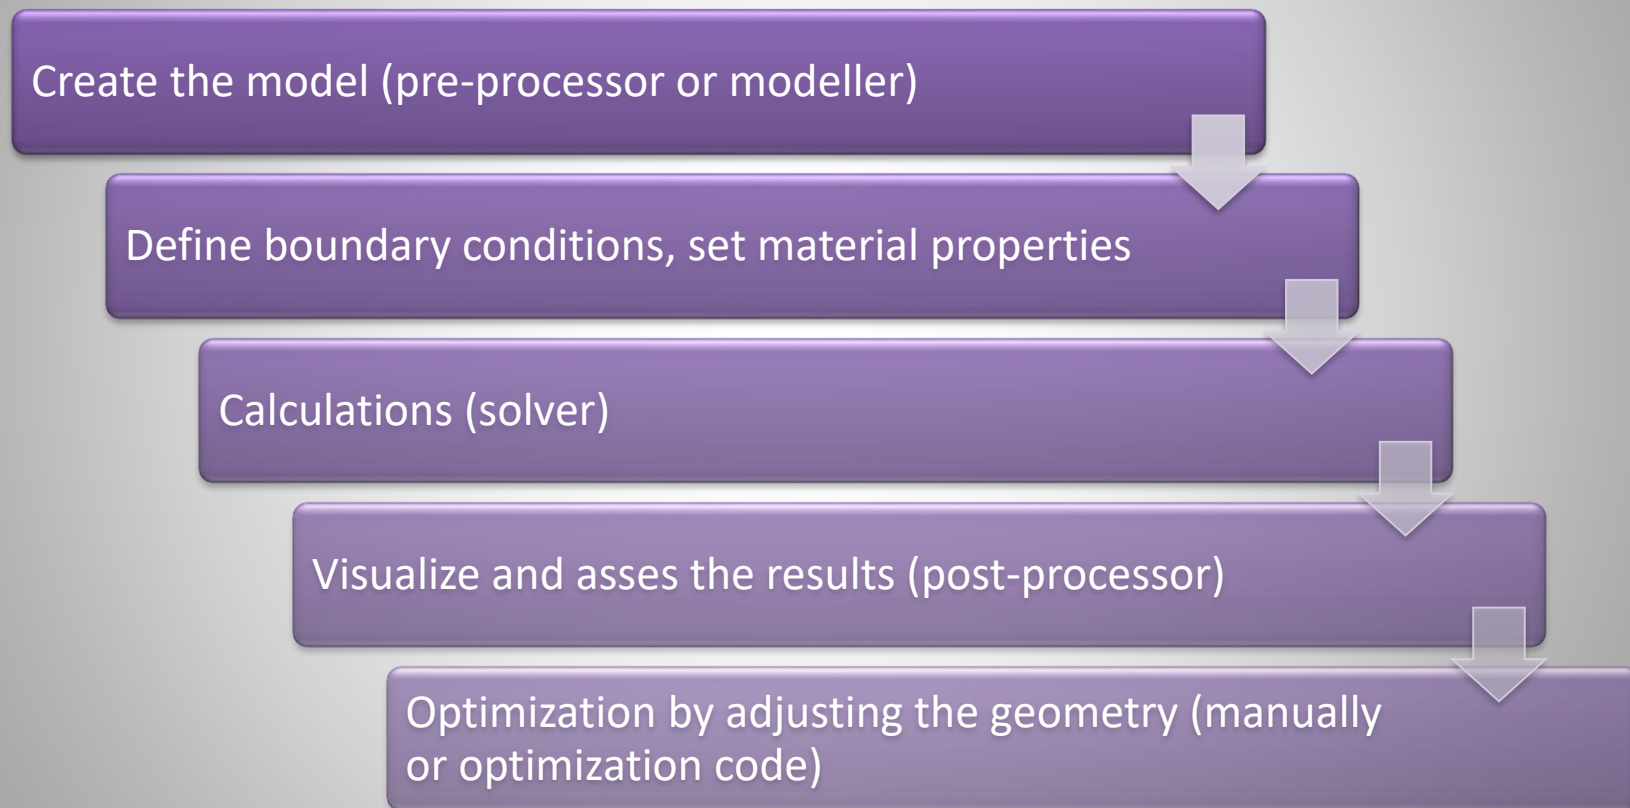 Create the model (pre-processor or modeller)
Define boundary conditions, set material properties
Calculations (solver)
Visualize and asses the results (post-processor)
Optimization by adjusting the geometry (manually
or optimization code)